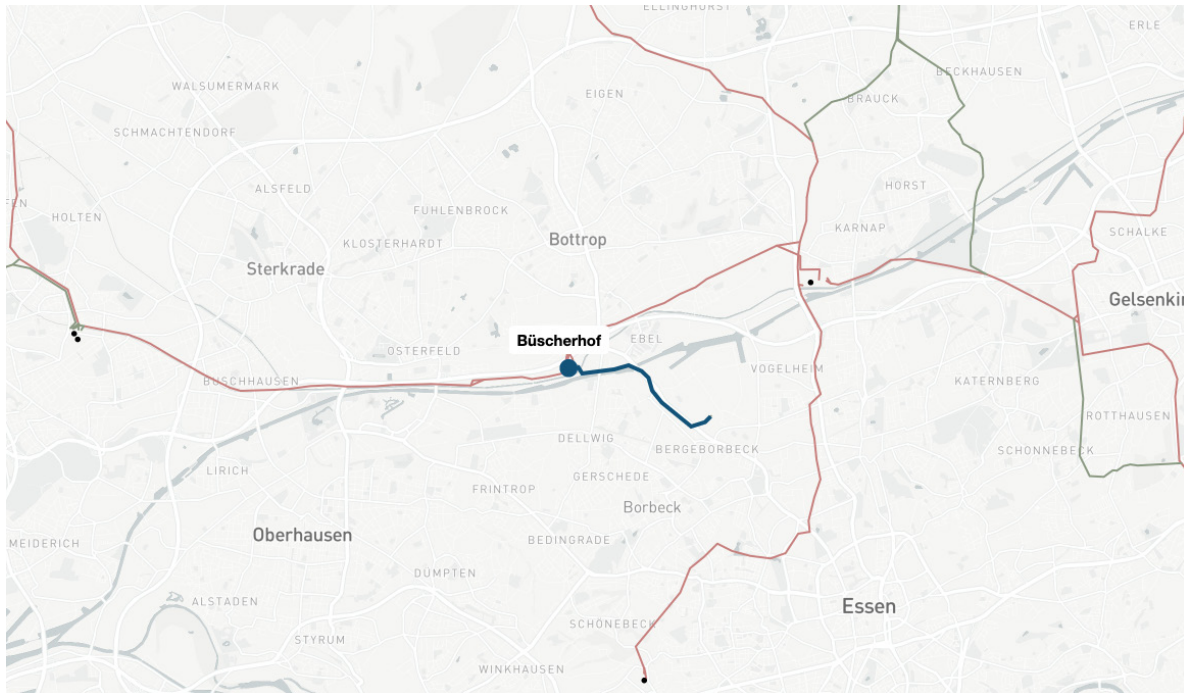 ELLINGHORST
ERLE
BECKHAUSEN
WALSUMERMARK
EIGEN
BRAUCK
SCHMACHTENDORF
ALSFELD
HORST
FUHLENBROCK
HOLTEN
KARNAP
SCHALKE
KLOSTERHARDT
Bottrop
Sterkrade
Gelsenkir
Büscherhof
EBEL
OSTERFELD
VOGELHEIM
BUSCHHAUSEN
KATERNBERG
ROTTHAUSEN
DELLWIG
BERGEBORBECK
SCHONNEBECK
LIRICH
GERSCHEDE
FRINTROP
Borbeck
Oberhausen
MEIDERICH
BEDINGRADE
DÜMPTEN
ALSTADEN
Essen
SCHÖNEBECK
STYRUM
WINKHAUSEN